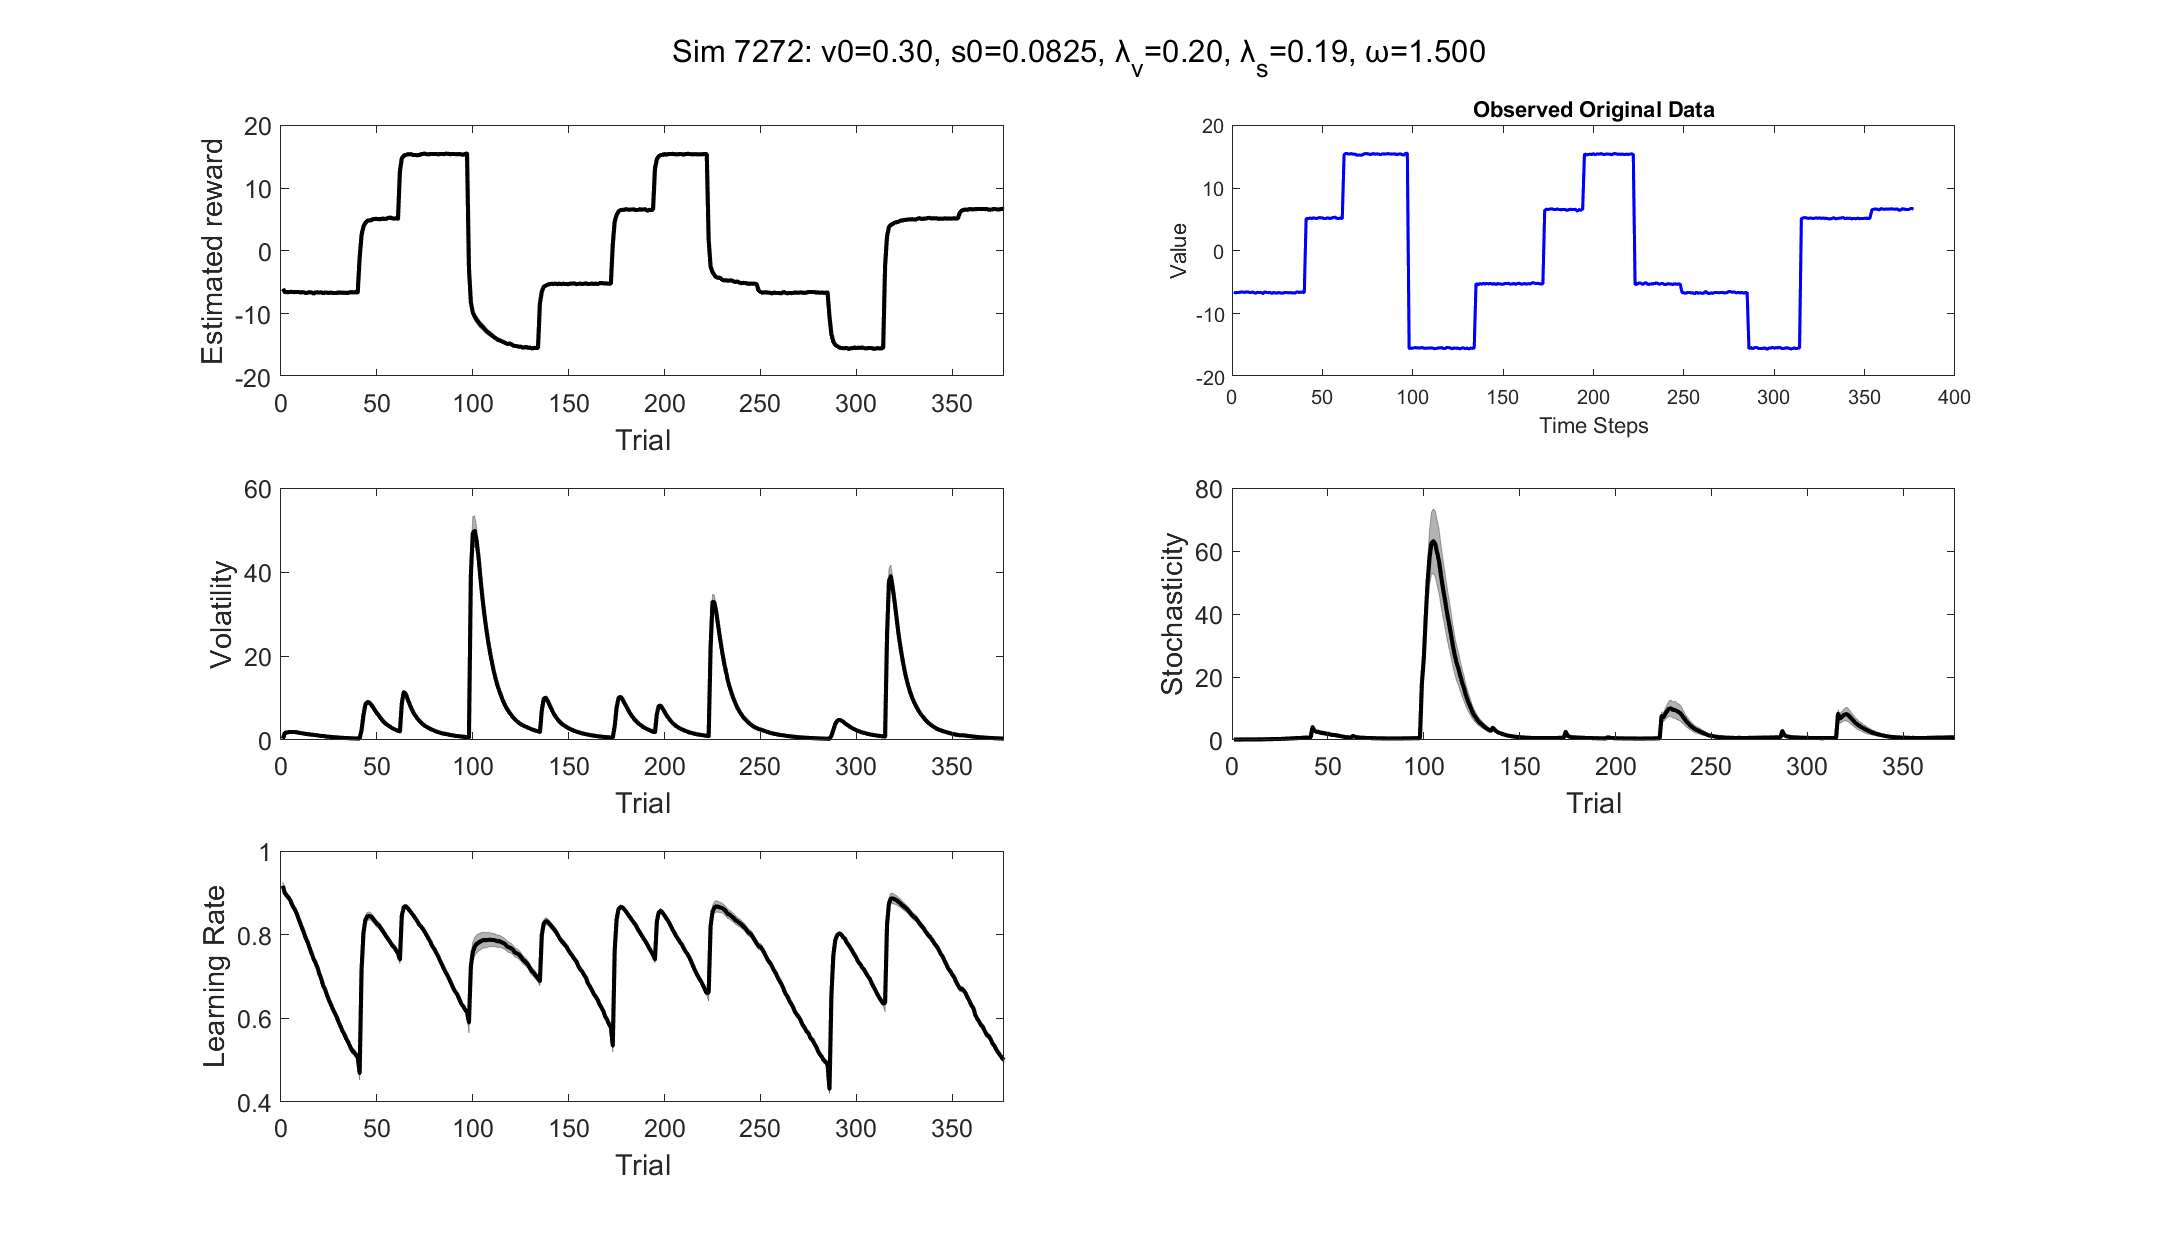 Sim 7272: v0=0.30, s0=0.0825, λ_v=0.20, λ_s=0.19, ω=1.500
Estimated reward
20
10
0
-10
-20
0 50 100 150 200 250 300 350
Trial
Observed Original Data
Value
20
10
0
-10
-20
0 50 100 150 200 250 300 350 400
Time Steps
Volatility
60
40
20
0
0 50 100 150 200 250 300 350
Trial
Stochasticity
80
60
40
20
0
0 50 100 150 200 250 300 350
Trial
Learning Rate
1
0.8
0.6
0.4
0 50 100 150 200 250 300 350
Trial